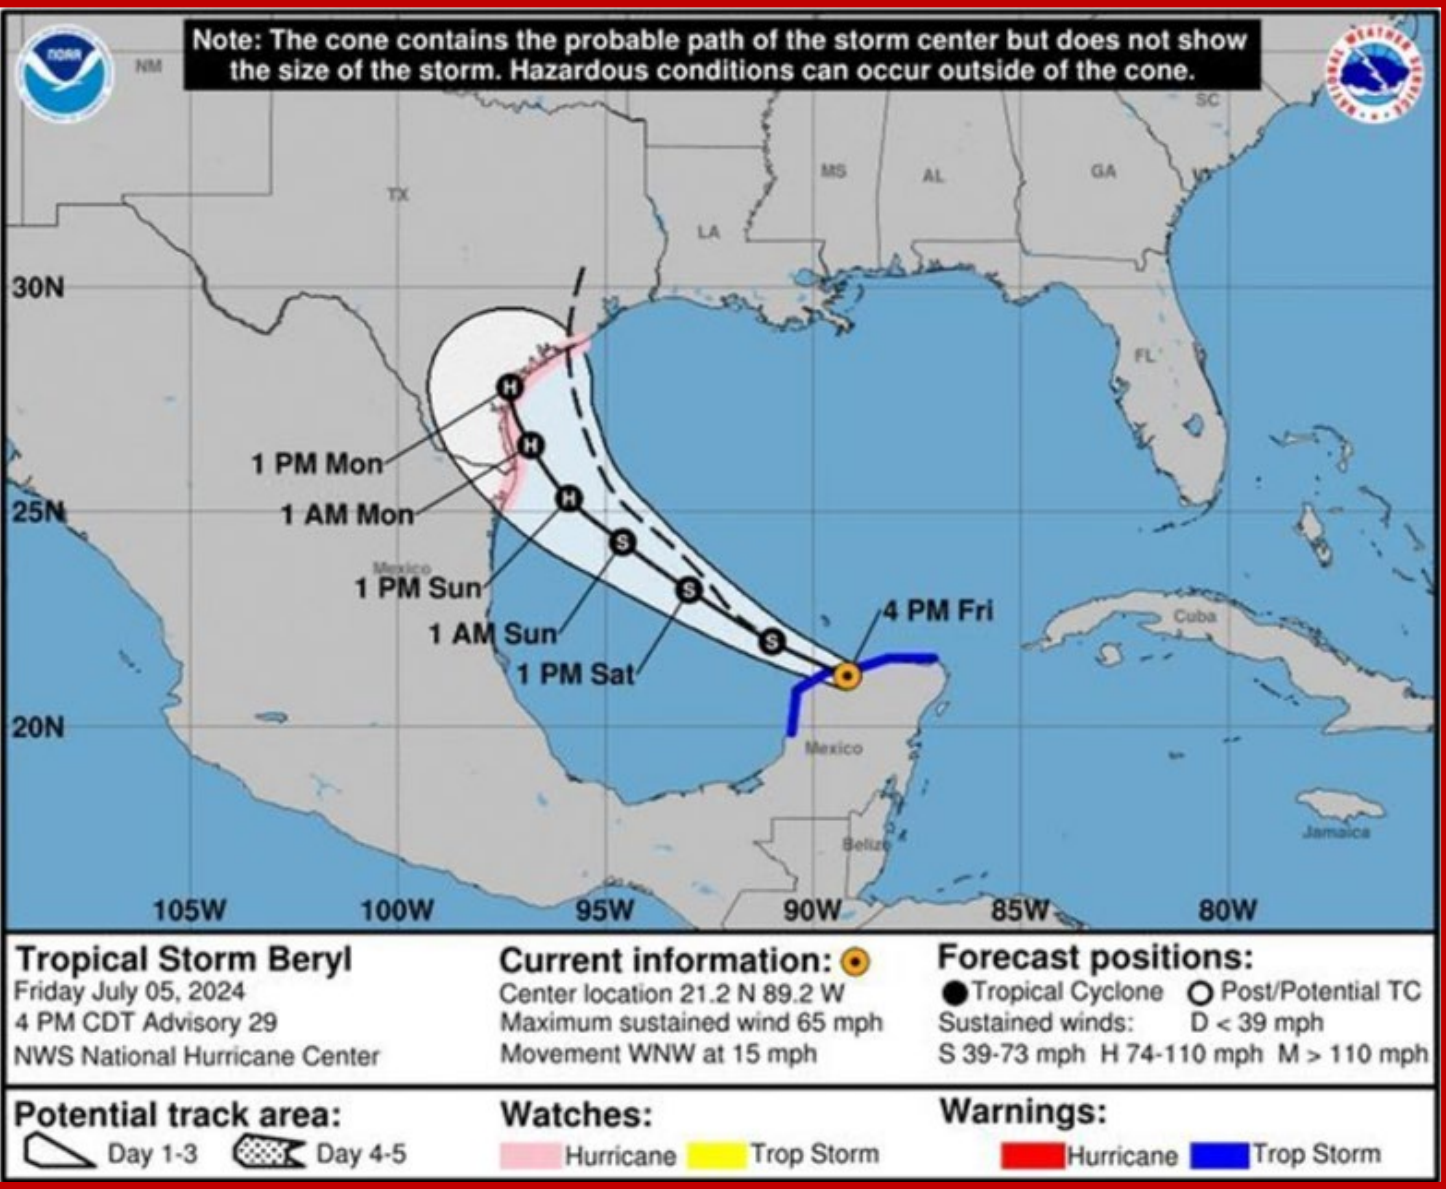 Note: The cone contains the probable path of the storm center but does not show
the size of the storm. Hazardous conditions can occur outside of the cone.
NOAA
NATIONAL WEATHER SERVICE
NM
SC
TX
MS
AL
GA
LA
30N
FL
1 PM Mon
1 AM Mon
25N
Mexico
1 PM Sun
4 PM Fri
Cuba
1 AM Sun
1 PM Sat
20N
Mexico
Jamaica
Belize
105W
100W
95W
90W
85W
80W
H
H
H
S
S
S
Tropical Storm Beryl
Friday July 05, 2024
4 PM CDT Advisory 29
NWS National Hurricane Center
Current information:
Center location 21.2 N 89.2 W
Maximum sustained wind 65 mph
Movement WNW at 15 mph
Forecast positions:
Tropical Cyclone
Post/Potential TC
Sustained winds:
D < 39 mph
S 39-73 mph H 74-110 mph M > 110 mph
Potential track area:
Day 1-3
Day 4-5
Watches:
Hurricane
Trop Storm
Warnings:
Hurricane
Trop Storm